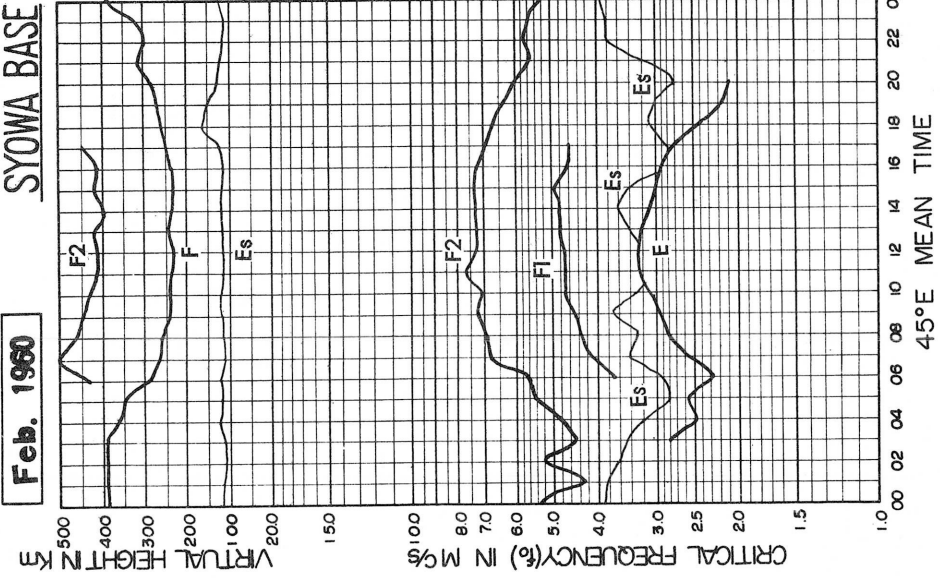 SYOWA BASE
Feb. 1960
VIRTUAL HEIGHT IN Km
500
400
300
200
100
F2
F
Es
CRITICAL FREQUENCY(fo) IN MC/s
20.0
15.0
10.0
8.0
7.0
6.0
5.0
4.0
3.0
2.5
2.0
1.5
1.0
F2
F1
Es
Es
Es
E
00 02 04 06 08 10 12 14 16 18 20 22 0
45°E MEAN TIME